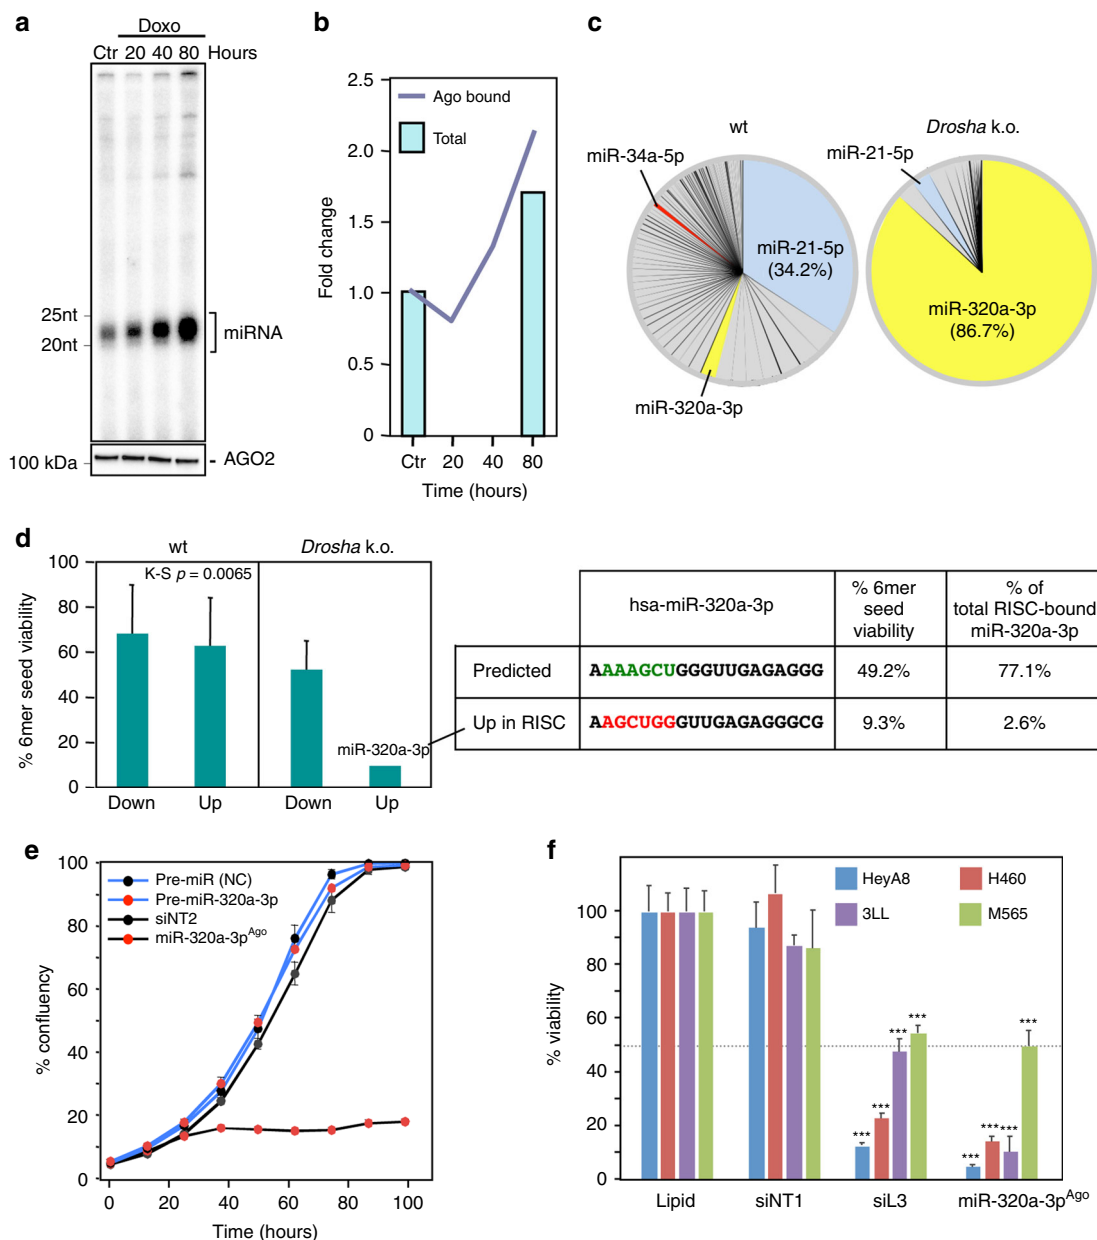 a
Doxo
Ctr 20 40 80 Hours
25nt
20nt
miRNA
100 kDa
AGO2
b
2.5
2.0
1.5
1.0
0.5
0
Fold change
Ago bound
Total
Ctr 20 40 80
Time (hours)
c
wt
Drosha k.o.
miR-34a-5p
miR-21-5p
miR-21-5p
(34.2%)
miR-320a-3p
(86.7%)
miR-320a-3p
d
wt
Drosha k.o.
100
80
60
40
20
0
% 6mer seed viability
K-S p = 0.0065
miR-320a-3p
Down Up Down Up
hsa-miR-320a-3p
% 6mer
seed
viability
% of
total RISC-bound
miR-320a-3p
Predicted AAAAGCUGGGUUGAGAGGG 49.2% 77.1%
Up in RISC AAGCUGGGUUGAGAGGGCG 9.3% 2.6%
e
100
80
60
40
20
0
% confluency
Pre-miR (NC)
Pre-miR-320a-3p
siNT2
miR-320a-3pAgo
0 20 40 60 80 100
Time (hours)
f
100
80
60
40
20
0
% viability
HeyA8 H460
3LL M565
*** *** *** ***
*** *** *** ***
Lipid siNT1 siL3 miR-320a-3pAgo